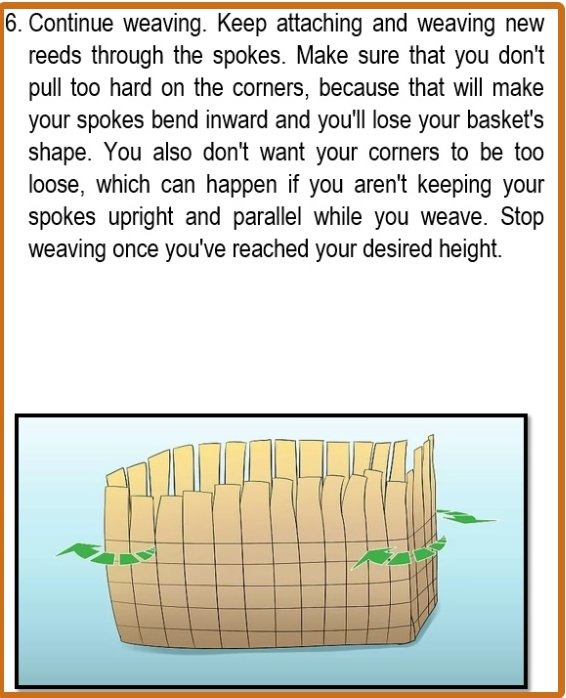 6. Continue weaving. Keep attaching and weaving new
reeds through the spokes. Make sure that you don't
pull too hard on the corners, because that will make
your spokes bend inward and you'll lose your basket's
shape. You also don't want your corners to be too
loose, which can happen if you aren't keeping your
spokes upright and parallel while you weave. Stop
weaving once you've reached your desired height.